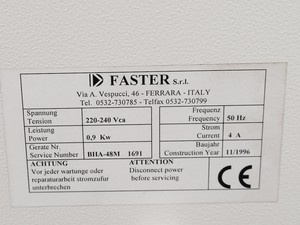 FASTER S.r.l.
Via A. Vespucci, 46 - FERRARA - ITALY
Tel. 0532-730785 - Telfax 0532-730799
Spannung
Tension 220-240 Vca
Frequenz
Frequency 50 Hz
Leistung
Power 0,9 Kw
Strom
Current 4 A
Gerate Nr.
Service Number BHA-48M 1691
Baujahr
Construction Year 11/1996
ACHTUNG
Vor jeder wartunge oder
reparaturarbeit stromzufur
unterbrechen
ATTENTION
Disconnect power
before servicing
CE